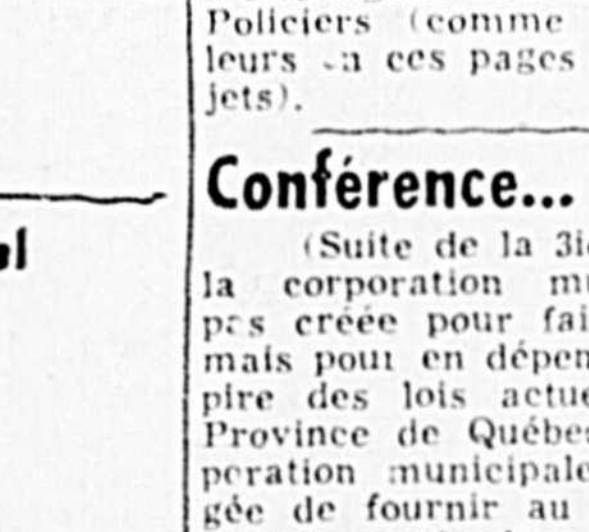 Policiers (comme
leurs ces pages
jets).
Conférence...
(Suite de la
la corporation
pas créée pour
mais pour en
pire des lois
Province de
municipale
gée de fournir au